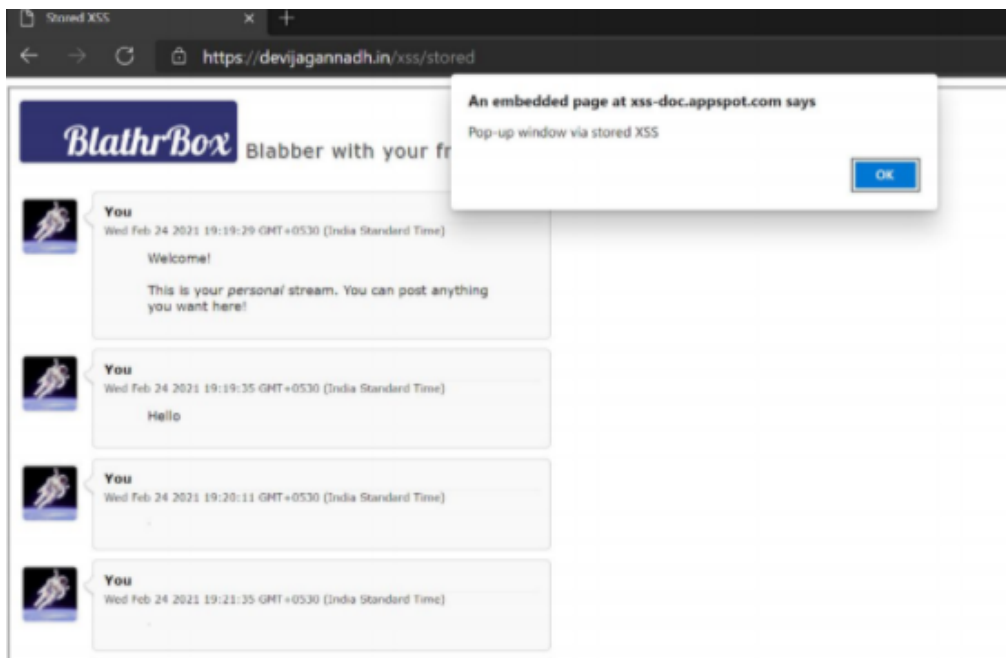 Stored XSS
https://devijagannadh.in/xss/stored
An embedded page at xss-doc.appspot.com says
Pop-up window via stored XSS
OK
BlathrBox
Blabber with your fr
You
Wed Feb 24 2021 19:19:29 GMT+0530 (India Standard Time)
Welcome!
This is your personal stream. You can post anything
you want here!
You
Wed Feb 24 2021 19:19:35 GMT+0530 (India Standard Time)
Hello
You
Wed Feb 24 2021 19:20:11 GMT+0530 (India Standard Time)
.
You
Wed Feb 24 2021 19:21:35 GMT+0530 (India Standard Time)
.